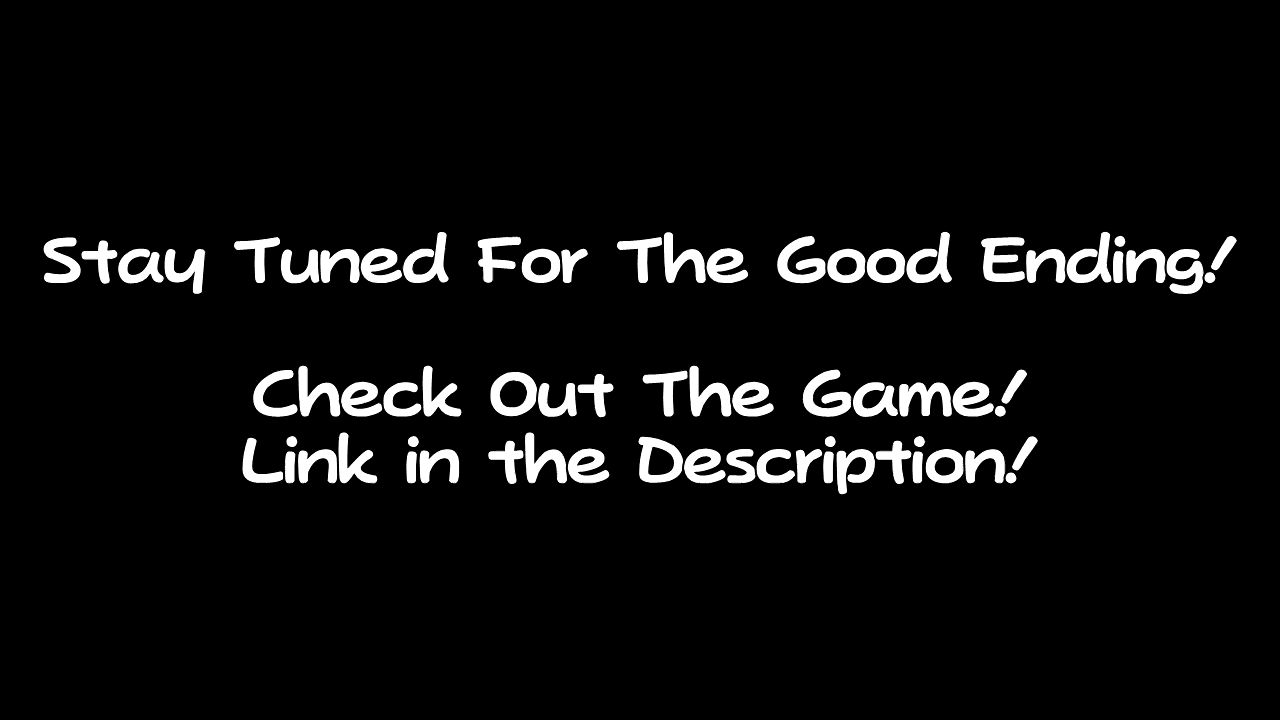 Stay Tuned For The Good Ending!
Check Out The Game!
Link in the Description!